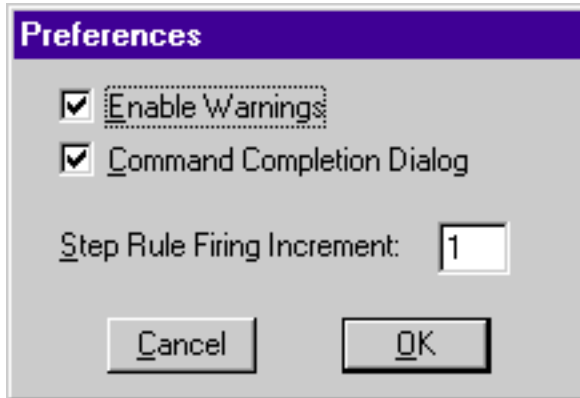 Preferences
Enable Warnings
Command Completion Dialog
Step Rule Firing Increment: 1
Cancel OK